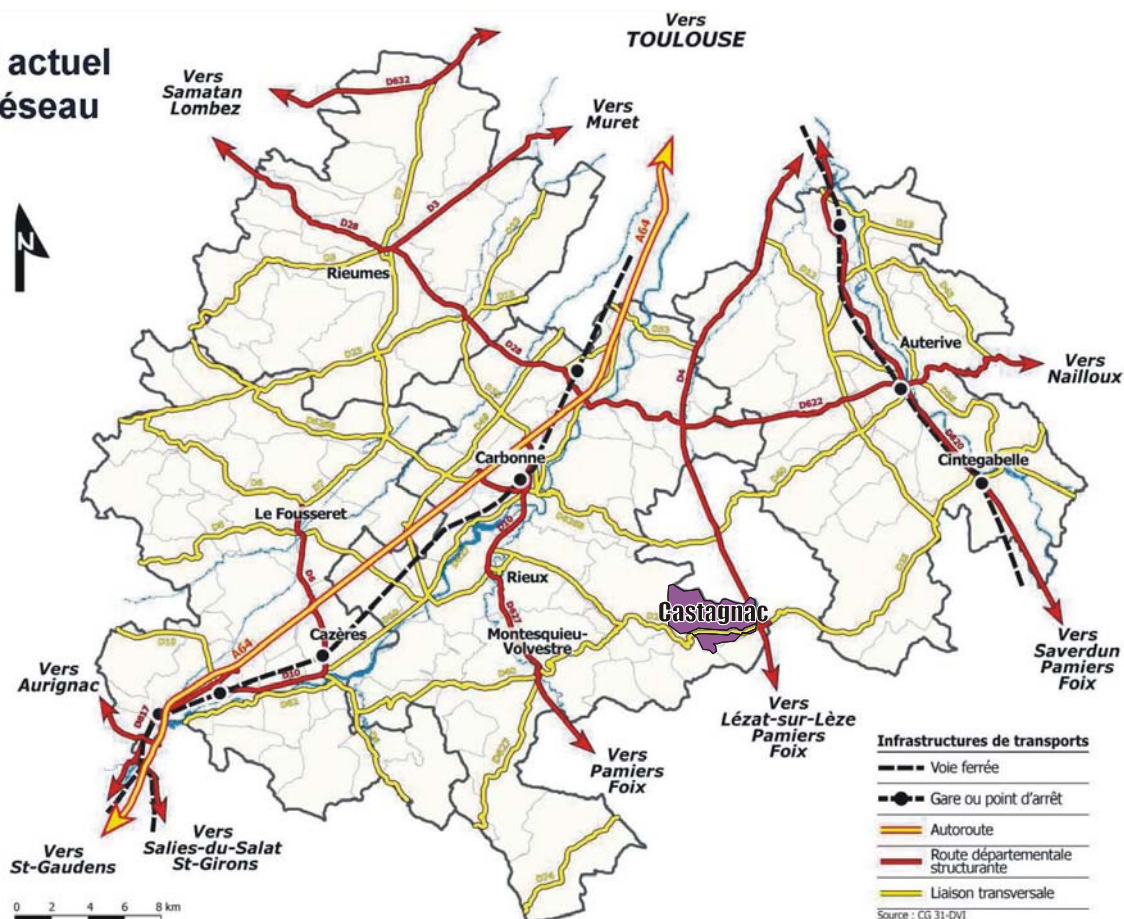 actuel
éseau
Vers
TOULOUSE
Vers
Samatan
Lombez
D632
Vers
Muret
N
D28
D3
A64
Rieumes
D28
D4
D622
Auterive
Vers
Nailloux
D820
Cintegabelle
Carbonne
D10
Le Fousseret
D6
Rieux
D627
Castagnac
Montesquieu-
Volvestre
Cazères
A64
D10
D817
Vers
Aurignac
Vers
Saverdun
Pamiers
Foix
Vers
Lézat-sur-Lèze
Pamiers
Foix
Vers
Pamiers
Foix
Vers
Salies-du-Salat
St-Girons
Vers
St-Gaudens
0 2 4 6 8 km
Infrastructures de transports
Voie ferrée
Gare ou point d'arrêt
Autoroute
Route départementale
structurante
Liaison transversale
Source : CG 31-DVI